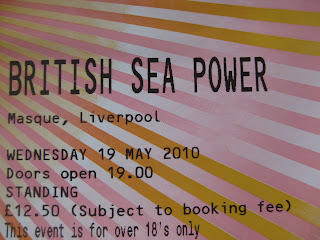 BRITISH SEA POWER
Masque, Liverpool
WEDNESDAY 19 MAY 2010
Doors open 19.00
STANDING
£12.50 (Subject to booking fee)
This event is for over 18's only